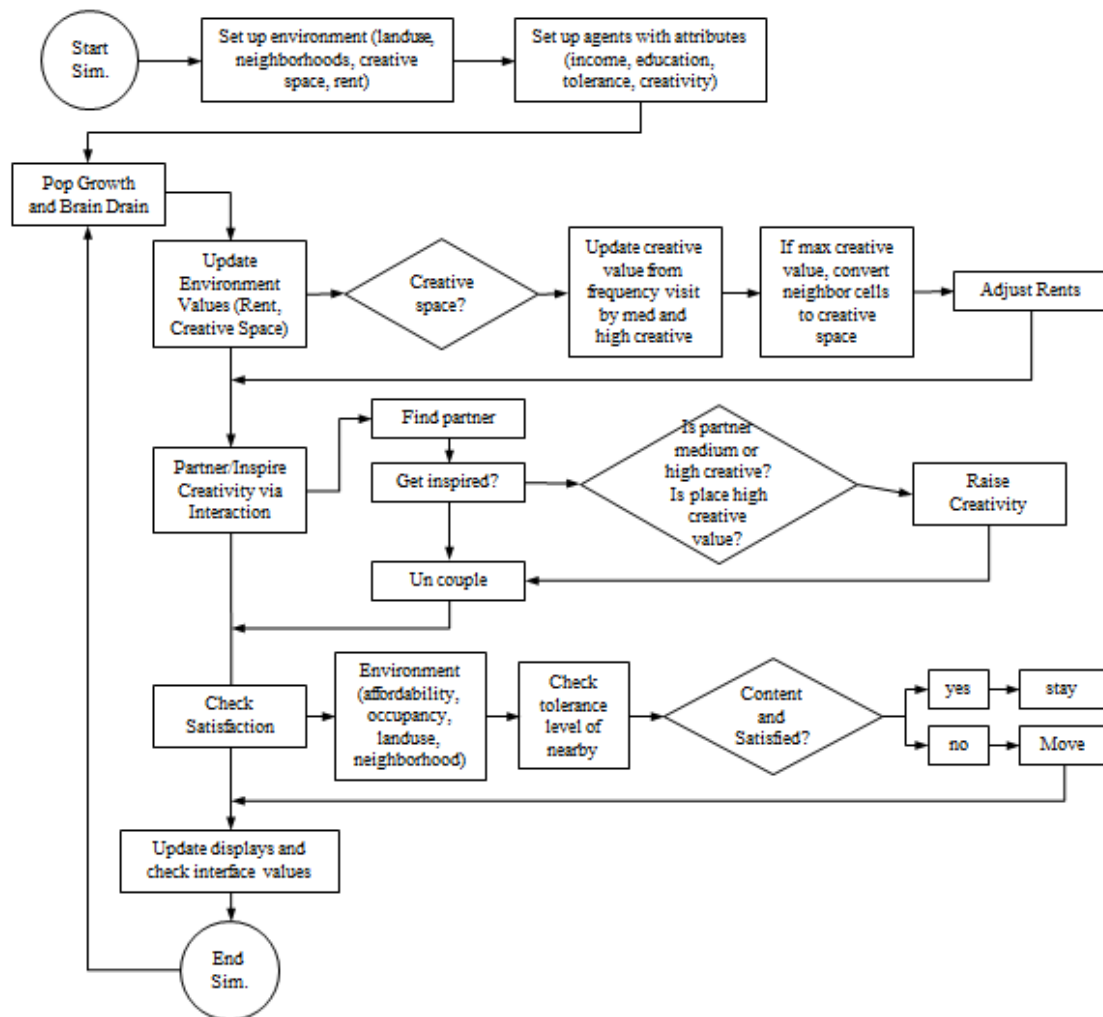 Start
Sim.
Set up environment (landuse,
neighborhoods, creative
space, rent)
Set up agents with attributes
(income, education,
tolerance, creativity)
Pop Growth
and Brain Drain
Update
Environment
Values (Rent,
Creative Space)
Creative
space?
Update creative
value from
frequency visit
by med and
high creative
If max creative
value, convert
neighbor cells
to creative
space
Adjust Rents
Partner/Inspire
Creativity via
Interaction
Find partner
Get inspired?
Is partner
medium or
high creative?
Is place high
creative
value?
Raise
Creativity
Un couple
Check
Satisfaction
Environment
(affordability,
occupancy,
landuse,
neighborhood)
Check
tolerance
level of
nearby
Content
and
Satisfied?
yes
stay
no
Move
Update displays and
check interface values
End
Sim.